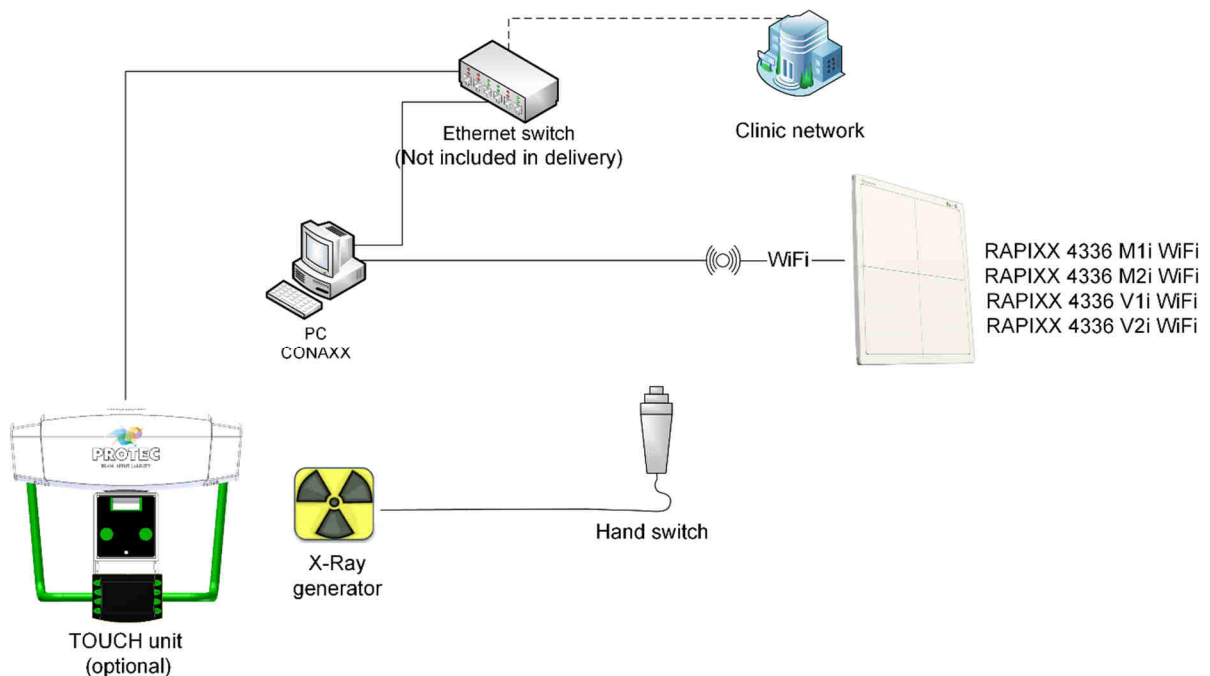 Ethernet switch
(Not included in delivery)
Clinic network
WiFi
RAPIXX 4336 M1i WiFi
RAPIXX 4336 M2i WiFi
RAPIXX 4336 V1i WiFi
RAPIXX 4336 V2i WiFi
PC
CONAXX
PROTEC
Hand switch
X-Ray
generator
TOUCH unit
(optional)